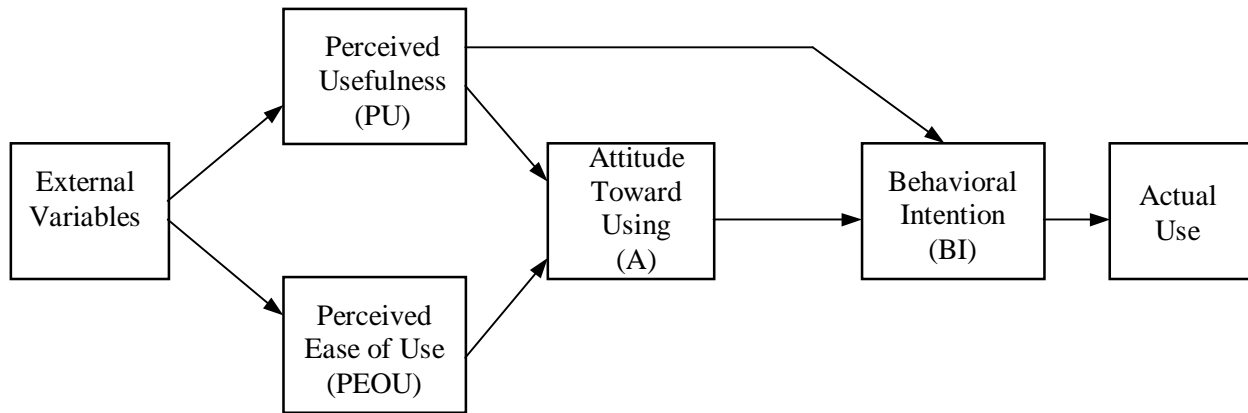 External
Variables
Perceived
Usefulness
(PU)
Perceived
Ease of Use
(PEOU)
Attitude
Toward
Using
(A)
Behavioral
Intention
(BI)
Actual
Use